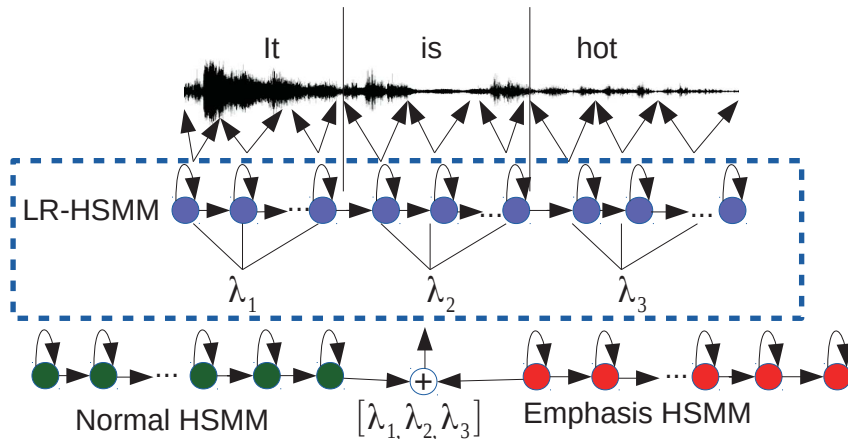 It is hot
... ... ...
LR-HSMM
λ₁ λ₂ λ₃
... + ...
Normal HSMM [λ₁, λ₂, λ₃] Emphasis HSMM